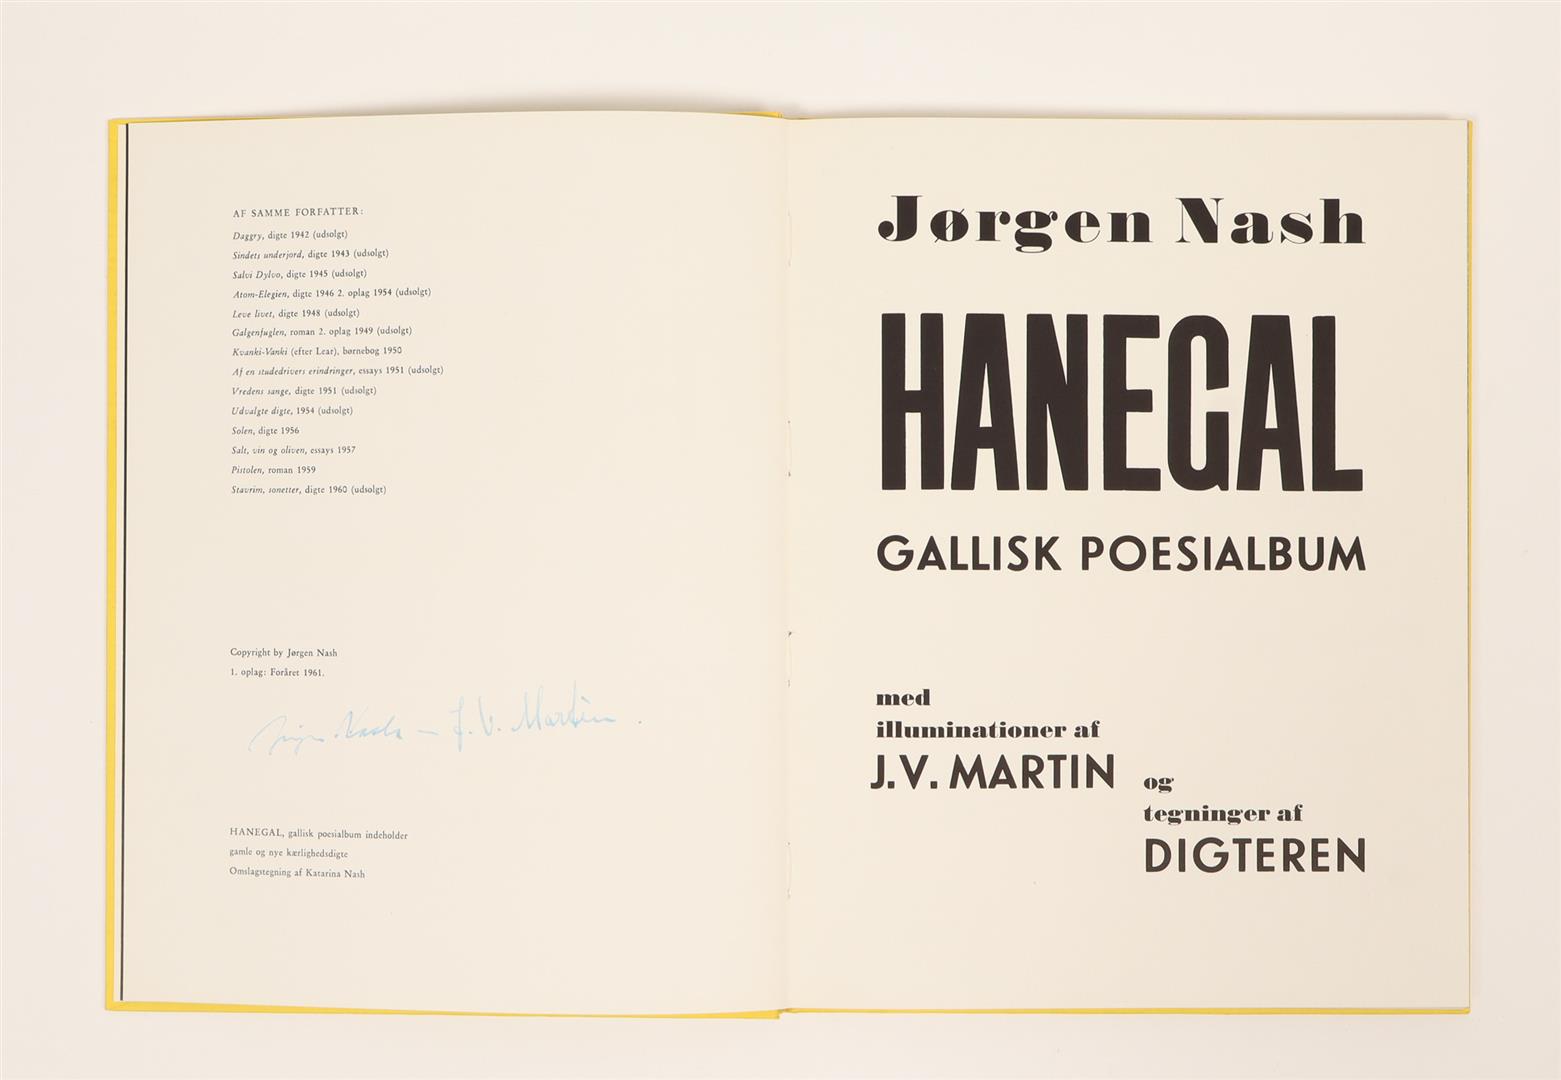 AF SAMME FORFATTER:
Daggry, digte 1942 (udsolgt)
Sindets underjord, digte 1943 (udsolgt)
Salvi Dylvo, digte 1945 (udsolgt)
Atom-Elegien, digte 1946 2. oplag 1954 (udsolgt)
Leve livet, digte 1948 (udsolgt)
Galgenfuglen, roman 2. oplag 1949 (udsolgt)
Kvanki-Vanki (efter Lear), børnebog 1950
Af en studedrivers erindringer, essays 1951 (udsolgt)
Vredens sange, digte 1951 (udsolgt)
Udvalgte digte, 1954 (udsolgt)
Solen, digte 1956
Salt, vin og oliven, essays 1957
Pistolen, roman 1959
Stavrim, sonetter, digte 1960 (udsolgt)
Copyright by Jørgen Nash
1. oplag: Foråret 1961.
Jørgen Nash – J. V. Martin.
HANEGAL, gallisk poesialbum indeholder
gamle og nye kærlighedsdigte
Omslagstegning af Katarina Nash
Jørgen Nash
HANEGAL
GALLISK POESIALBUM
med
illuminationer af
J.V. MARTIN
og
tegninger af
DIGTEREN